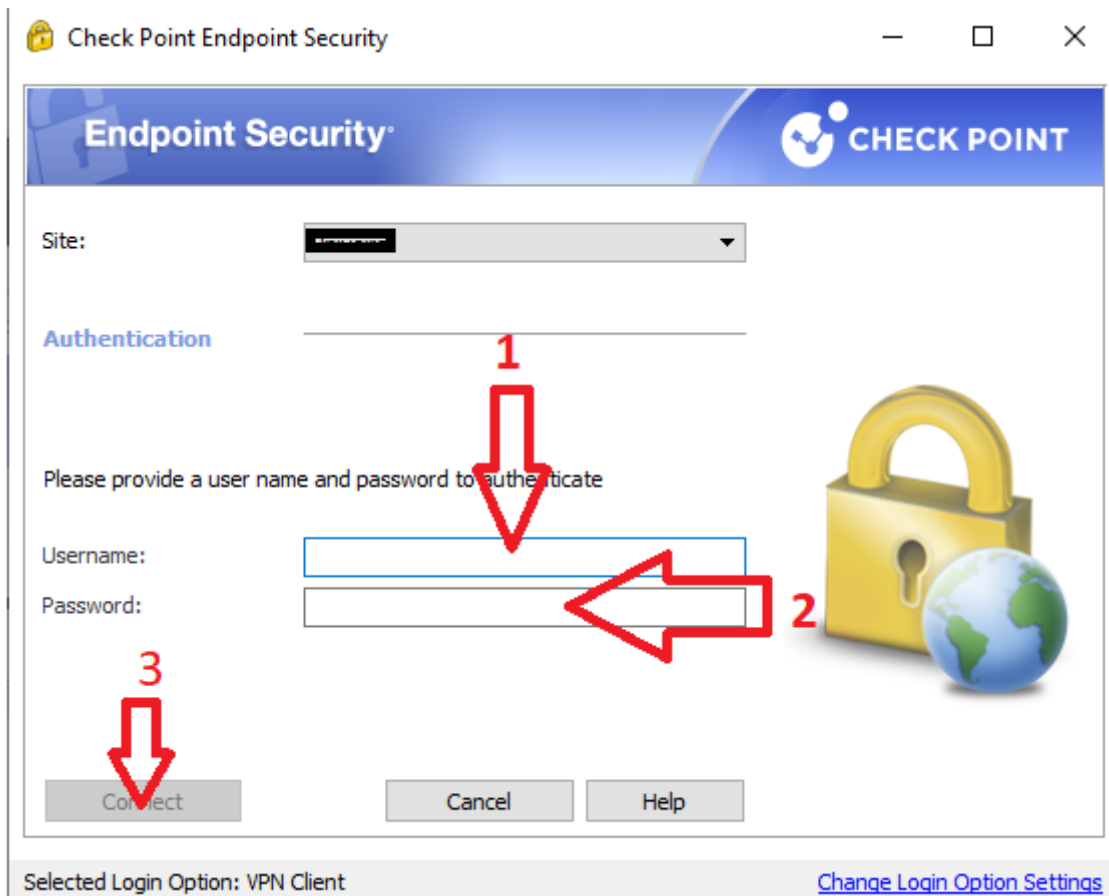 Check Point Endpoint Security
Endpoint Security
CHECK POINT
Site:
Authentication
1
Please provide a user name and password to authenticate
Username:
Password:
2
3
Connect
Cancel
Help
Selected Login Option: VPN Client
Change Login Option Settings